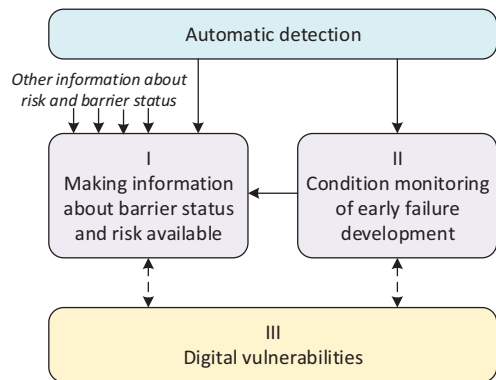 Automatic detection
Other information about
risk and barrier status
I
Making information
about barrier status
and risk available
II
Condition monitoring
of early failure
development
III
Digital vulnerabilities